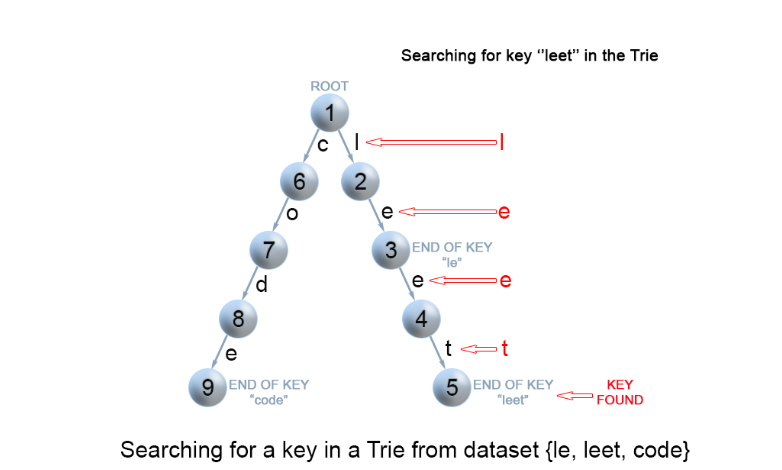 Searching for key ‘'leet’' in the Trie
ROOT
1
c l l
6 2
o e e
7 3 END OF KEY
“le”
d e e
8 4
e t t
9 END OF KEY 5 END OF KEY KEY
“code” “leet” FOUND
Searching for a key in a Trie from dataset {le, leet, code}